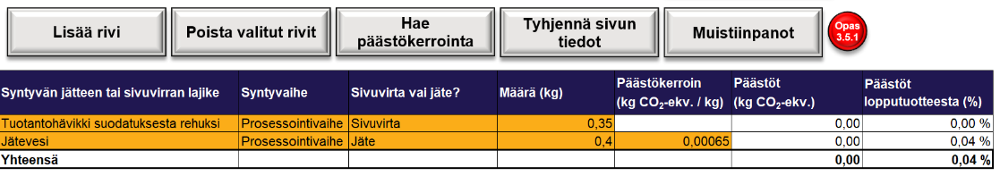 Lisää rivi
Poista valitut rivit
Hae
päästökerrointa
Tyhjennä sivun
tiedot
Muistiinpanot
Opas
3.5.1
Syntyvän jätteen tai sivuvirran lajike
Syntyvaihe
Sivuvirta vai jäte?
Määrä (kg)
Päästökerroin
(kg CO₂-ekv. / kg)
Päästöt
(kg CO₂-ekv.)
Päästöt
lopputuotteesta (%)
Tuotantohävikki suodatuksesta rehuksi Prosessointivaihe Sivuvirta 0,35 0,00 0,00 %
Jätevesi Prosessointivaihe Jäte 0,4 0,00065 0,00 0,04 %
Yhteensä 0,00 0,04 %